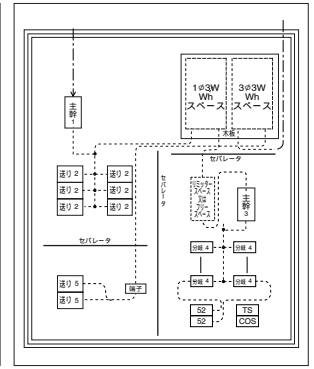 1φ3W
Wh
スペース
3φ3W
Wh
スペース
木板
主幹
1
セパレータ
送り 2
送り 2
送り 2
送り 2
送り 2
送り 2
セパレータ
リミッター
スペース
又は
フリー
スペース
主幹
3
セパレータ
分岐 4
分岐 4
分岐 4
分岐 4
送り 5
送り 5
端子
52
52
TS
COS